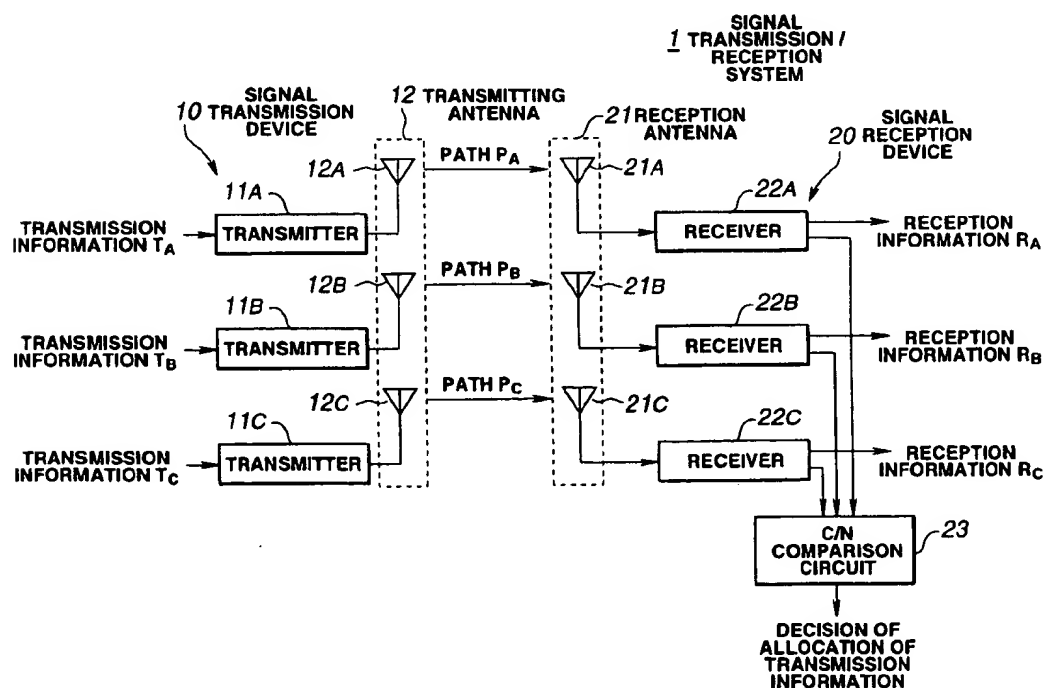 1 SIGNAL
TRANSMISSION /
RECEPTION
SYSTEM
10 SIGNAL
TRANSMISSION
DEVICE
12 TRANSMITTING
ANTENNA
21 RECEPTION
ANTENNA
20 SIGNAL
RECEPTION
DEVICE
12A
PATH PA
21A
11A
22A
TRANSMISSION
INFORMATION TA
TRANSMITTER
RECEIVER
RECEPTION
INFORMATION RA
12B
PATH PB
21B
11B
22B
TRANSMISSION
INFORMATION TB
TRANSMITTER
RECEIVER
RECEPTION
INFORMATION RB
12C
PATH PC
21C
11C
22C
TRANSMISSION
INFORMATION TC
TRANSMITTER
RECEIVER
RECEPTION
INFORMATION RC
C/N
COMPARISON
CIRCUIT
23
DECISION OF
ALLOCATION OF
TRANSMISSION
INFORMATION